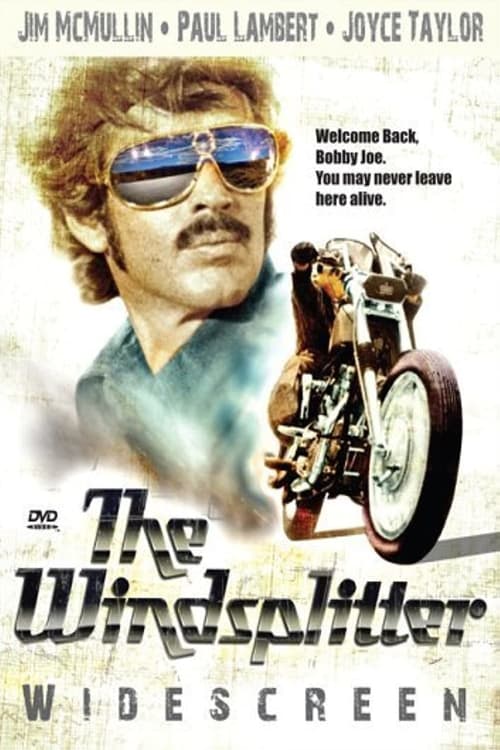 JIM MCMULLIN • PAUL LAMBERT • JOYCE TAYLOR
Welcome Back,
Bobby Joe.
You may never leave
here alive.
DVD
VIDEO
The
Windsplitter
WIDESCREEN